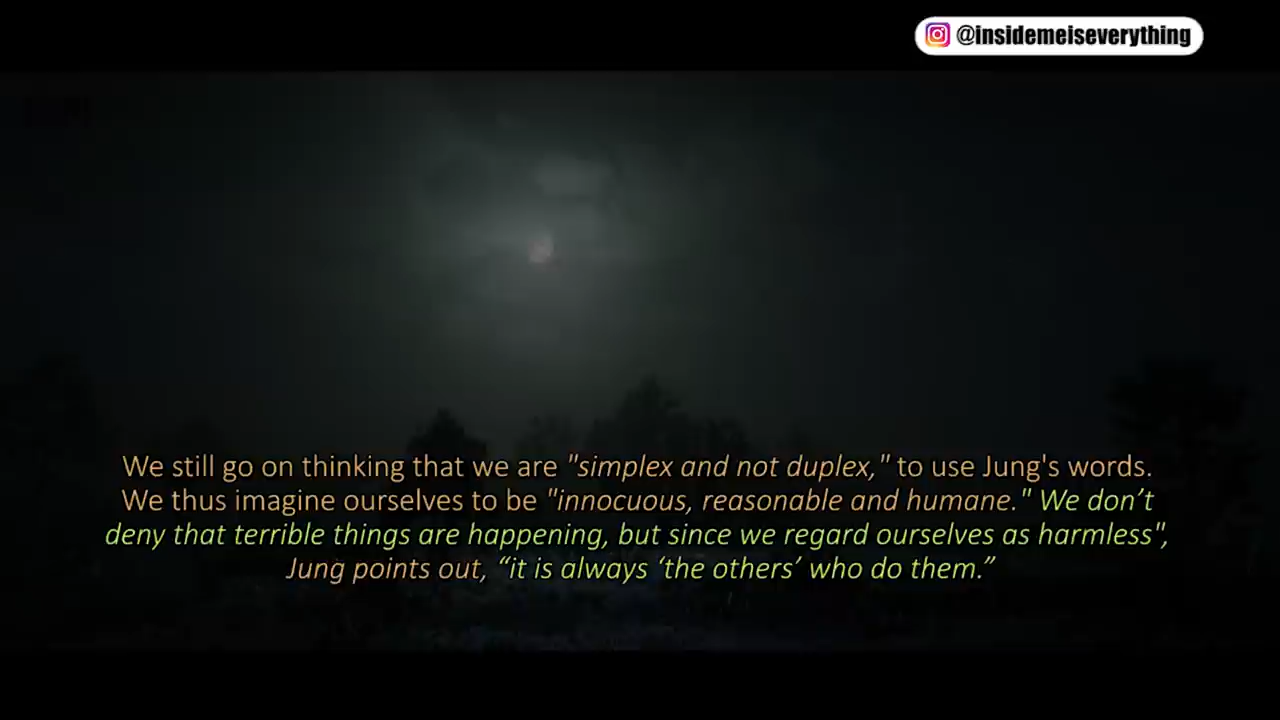 @insidemeiseverything
We still go on thinking that we are "simplex and not duplex," to use Jung's words.
We thus imagine ourselves to be "innocuous, reasonable and humane." We don’t
deny that terrible things are happening, but since we regard ourselves as harmless",
Jung points out, “it is always ‘the others’ who do them.”